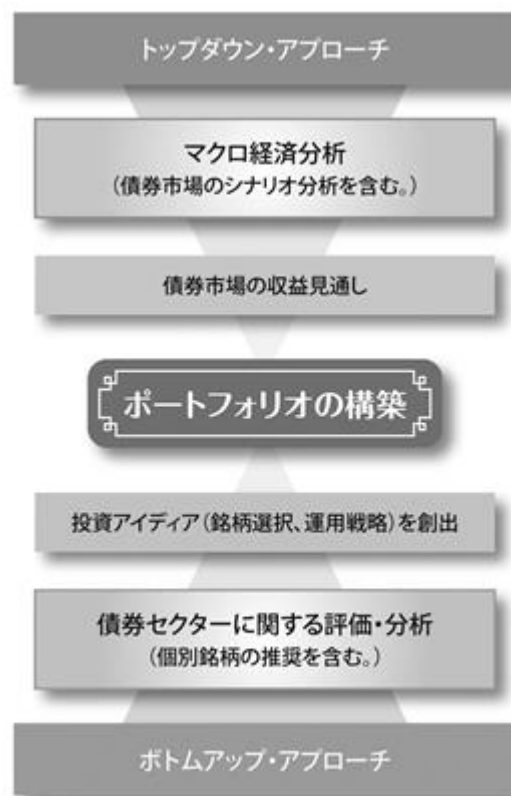 トップダウン・アプローチ
マクロ経済分析
（債券市場のシナリオ分析を含む。）
債券市場の収益見通し
ポートフォリオの構築
投資アイディア（銘柄選択、運用戦略）を創出
債券セクターに関する評価・分析
（個別銘柄の推奨を含む。）
ボトムアップ・アプローチ